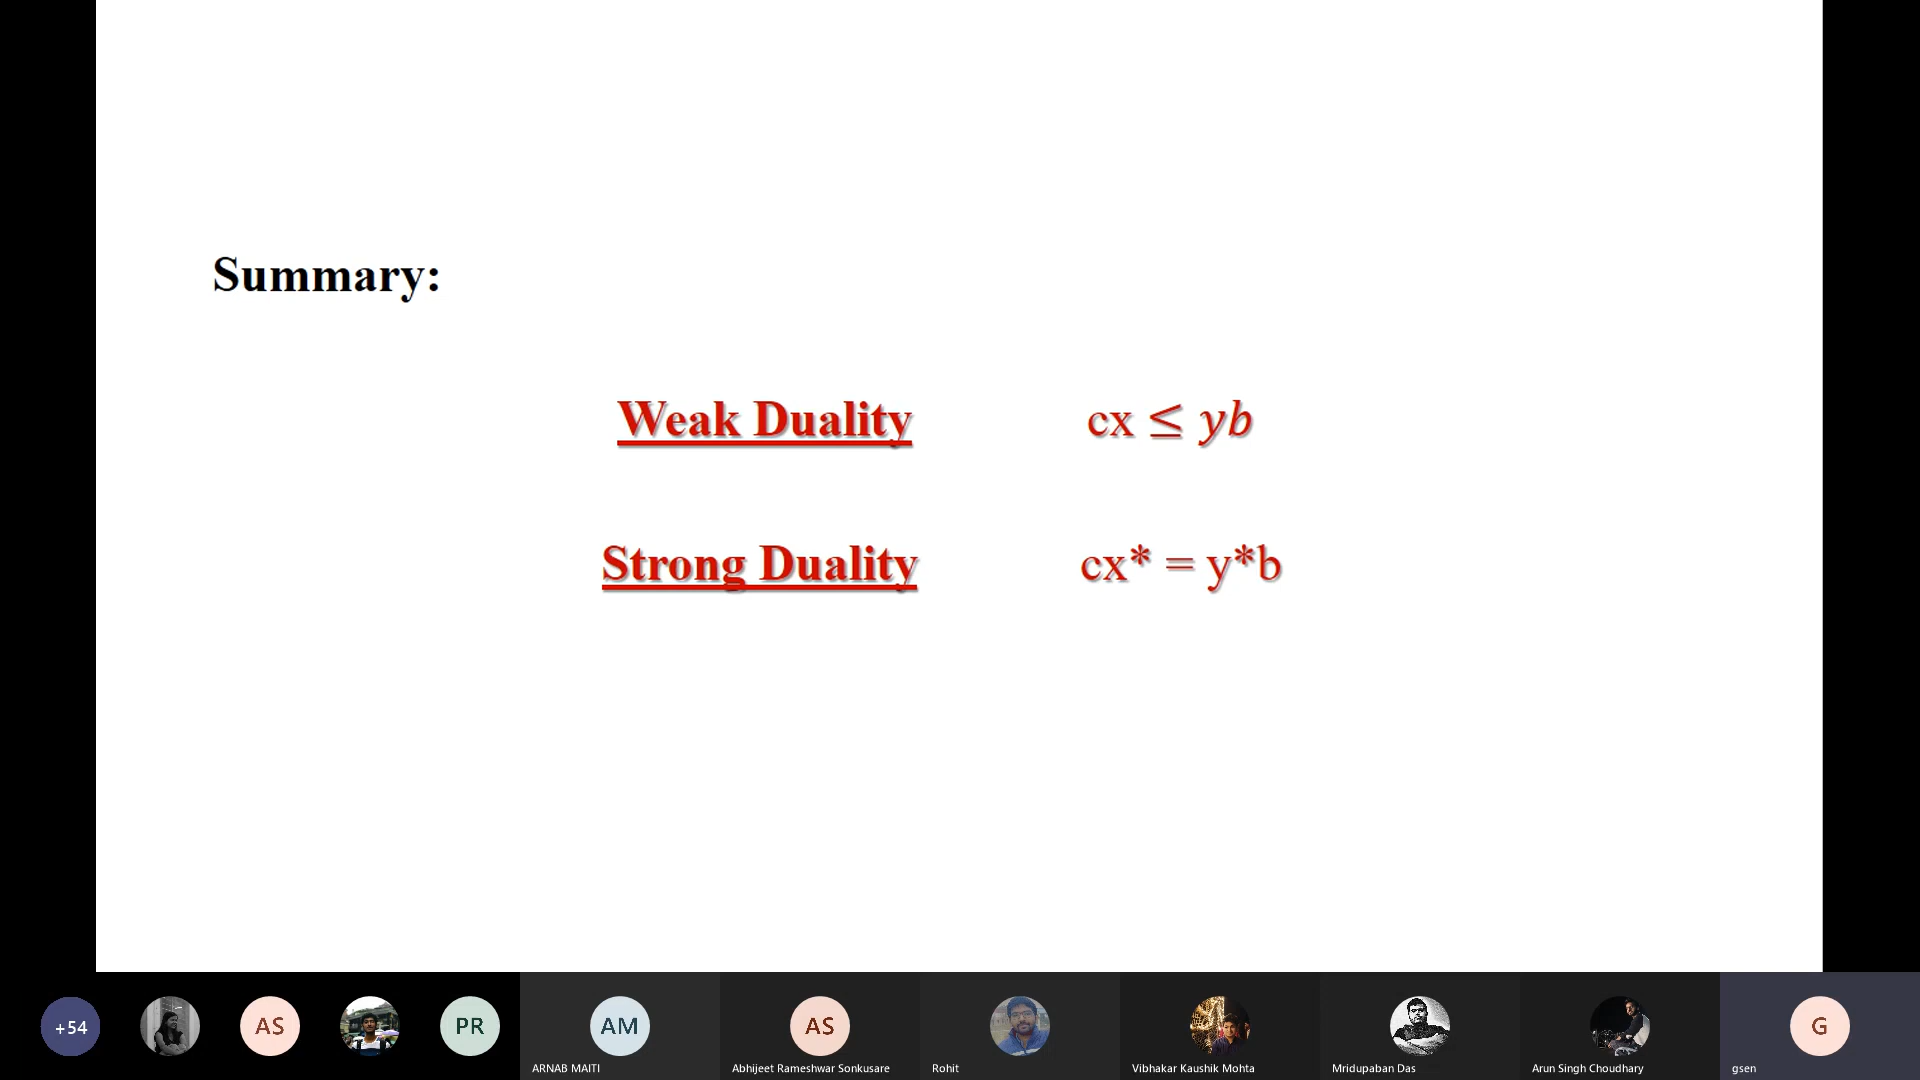 Summary:
Weak Duality cx ≤ yb
Strong Duality cx* = y*b
+54 AS PR AM AS G
ARNAB MAITI Abhijeet Rameshwar Sonkusare Rohit Vibhakar Kaushik Mohta Mridupaban Das Arun Singh Choudhary gsen